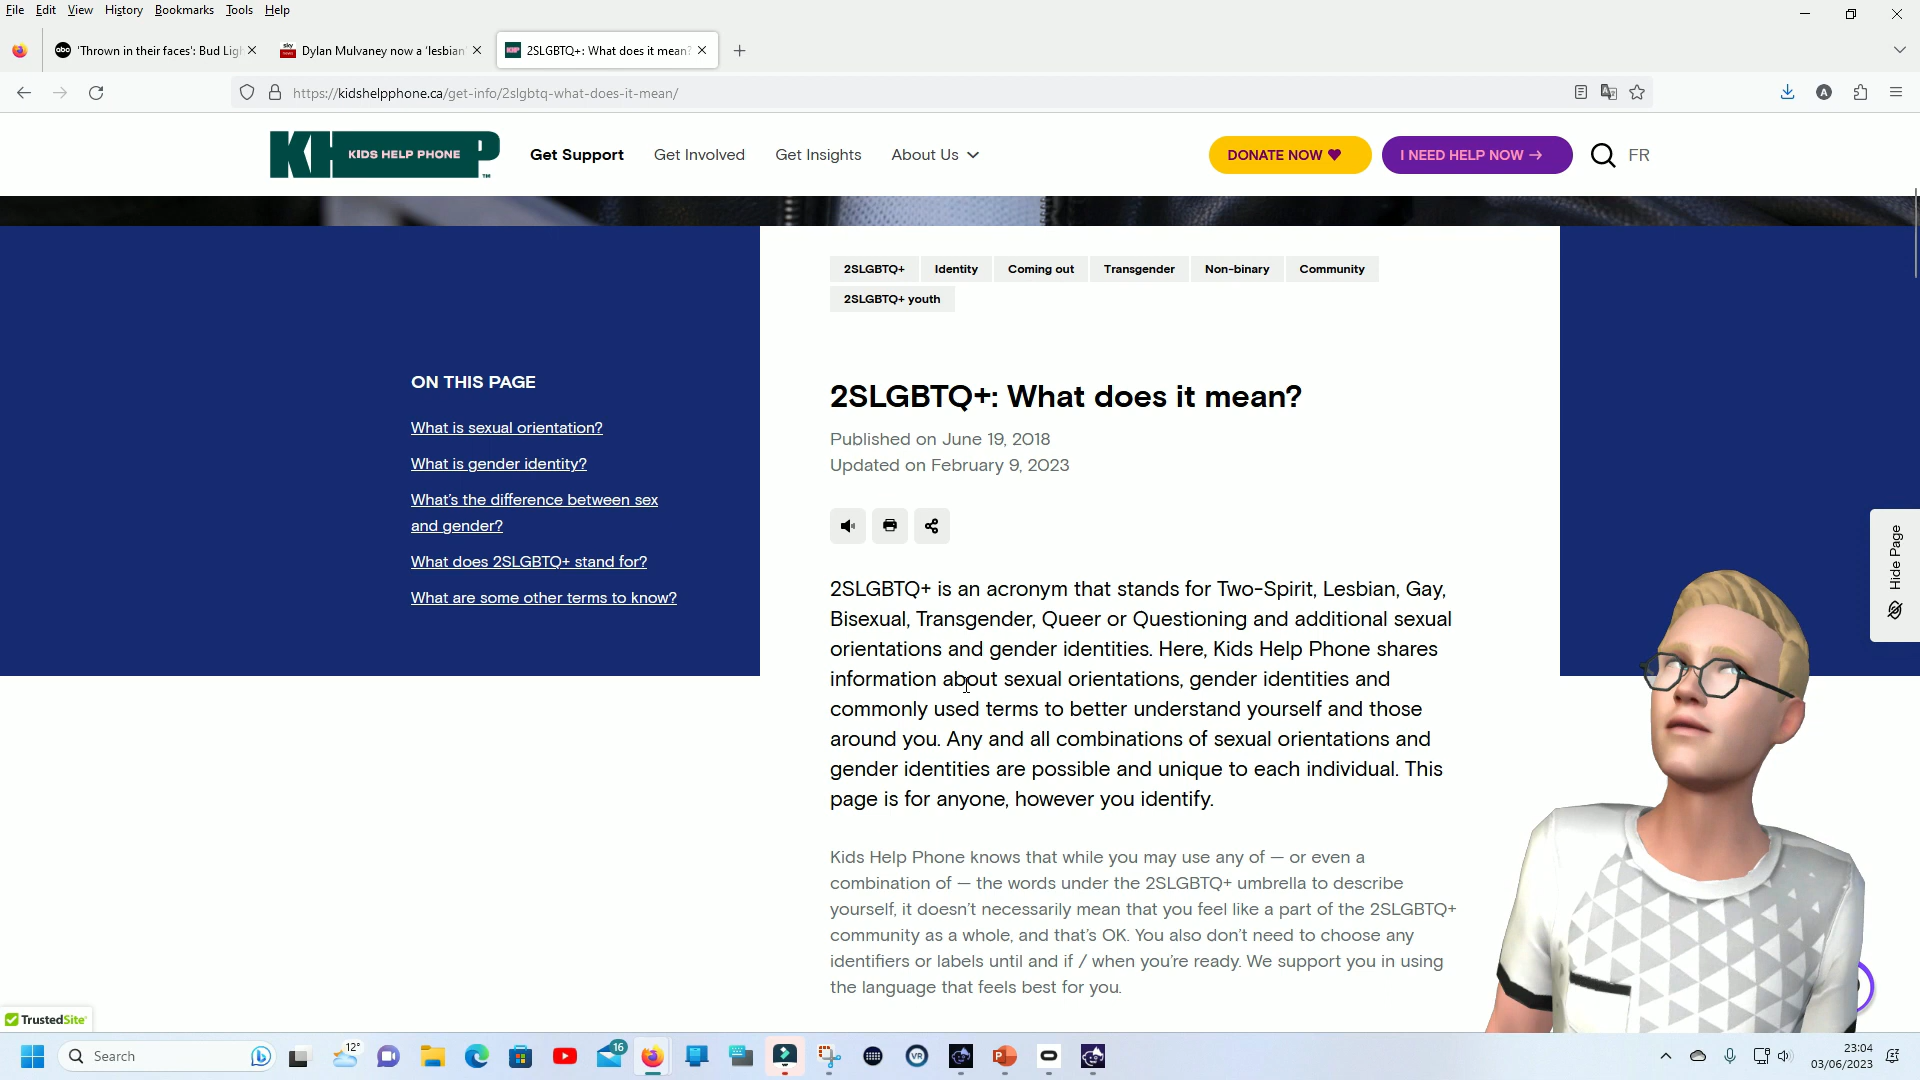 File Edit View History Bookmarks Tools Help
'Thrown in their faces': Bud Lig
Dylan Mulvaney now a 'lesbian'
2SLGBTQ+: What does it mean?
https://kidshelpphone.ca/get-info/2slgbtq-what-does-it-mean/
KIDS HELP PHONE
Get Support Get Involved Get Insights About Us
DONATE NOW
I NEED HELP NOW →
FR
2SLGBTQ+ Identity Coming out Transgender Non-binary Community
2SLGBTQ+ youth
ON THIS PAGE
What is sexual orientation?
What is gender identity?
What's the difference between sex
and gender?
What does 2SLGBTQ+ stand for?
What are some other terms to know?
2SLGBTQ+: What does it mean?
Published on June 19, 2018
Updated on February 9, 2023
2SLGBTQ+ is an acronym that stands for Two-Spirit, Lesbian, Gay,
Bisexual, Transgender, Queer or Questioning and additional sexual
orientations and gender identities. Here, Kids Help Phone shares
information about sexual orientations, gender identities and
commonly used terms to better understand yourself and those
around you. Any and all combinations of sexual orientations and
gender identities are possible and unique to each individual. This
page is for anyone, however you identify.
Kids Help Phone knows that while you may use any of — or even a
combination of — the words under the 2SLGBTQ+ umbrella to describe
yourself, it doesn't necessarily mean that you feel like a part of the 2SLGBTQ+
community as a whole, and that's OK. You also don't need to choose any
identifiers or labels until and if / when you're ready. We support you in using
the language that feels best for you.
Hide Page
TrustedSite
Search
12°
16
23:04
03/06/2023